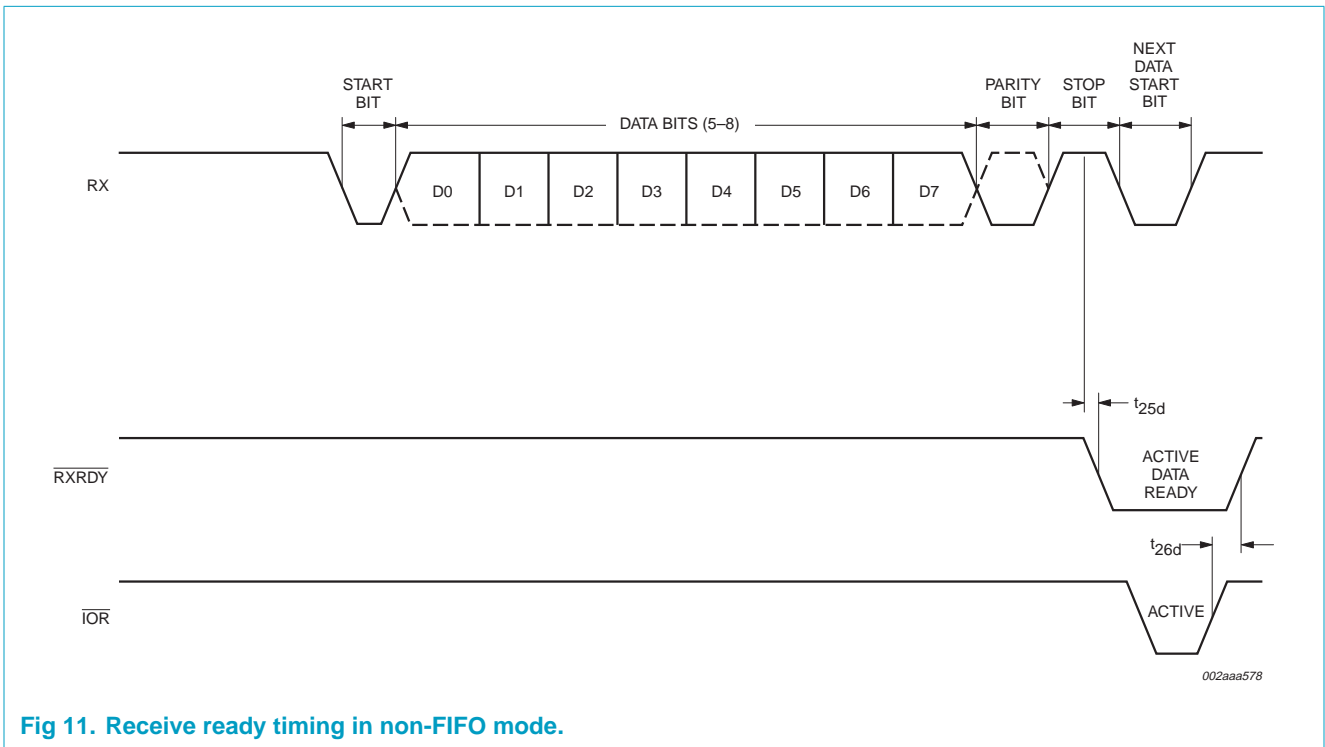 START
BIT
DATA BITS (5–8)
PARITY
BIT
STOP
BIT
NEXT
DATA
START
BIT
RX
D0
D1
D2
D3
D4
D5
D6
D7
t25d
RXRDY
ACTIVE
DATA
READY
t26d
IOR
ACTIVE
002aaa578
Fig 11. Receive ready timing in non-FIFO mode.